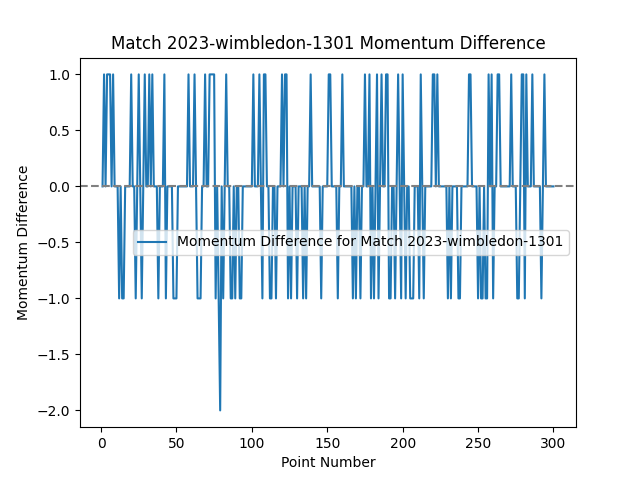 Match 2023-wimbledon-1301 Momentum Difference
1.0
0.5
0.0
−0.5
−1.0
−1.5
−2.0
Momentum Difference
Momentum Difference for Match 2023-wimbledon-1301
0 50 100 150 200 250 300
Point Number